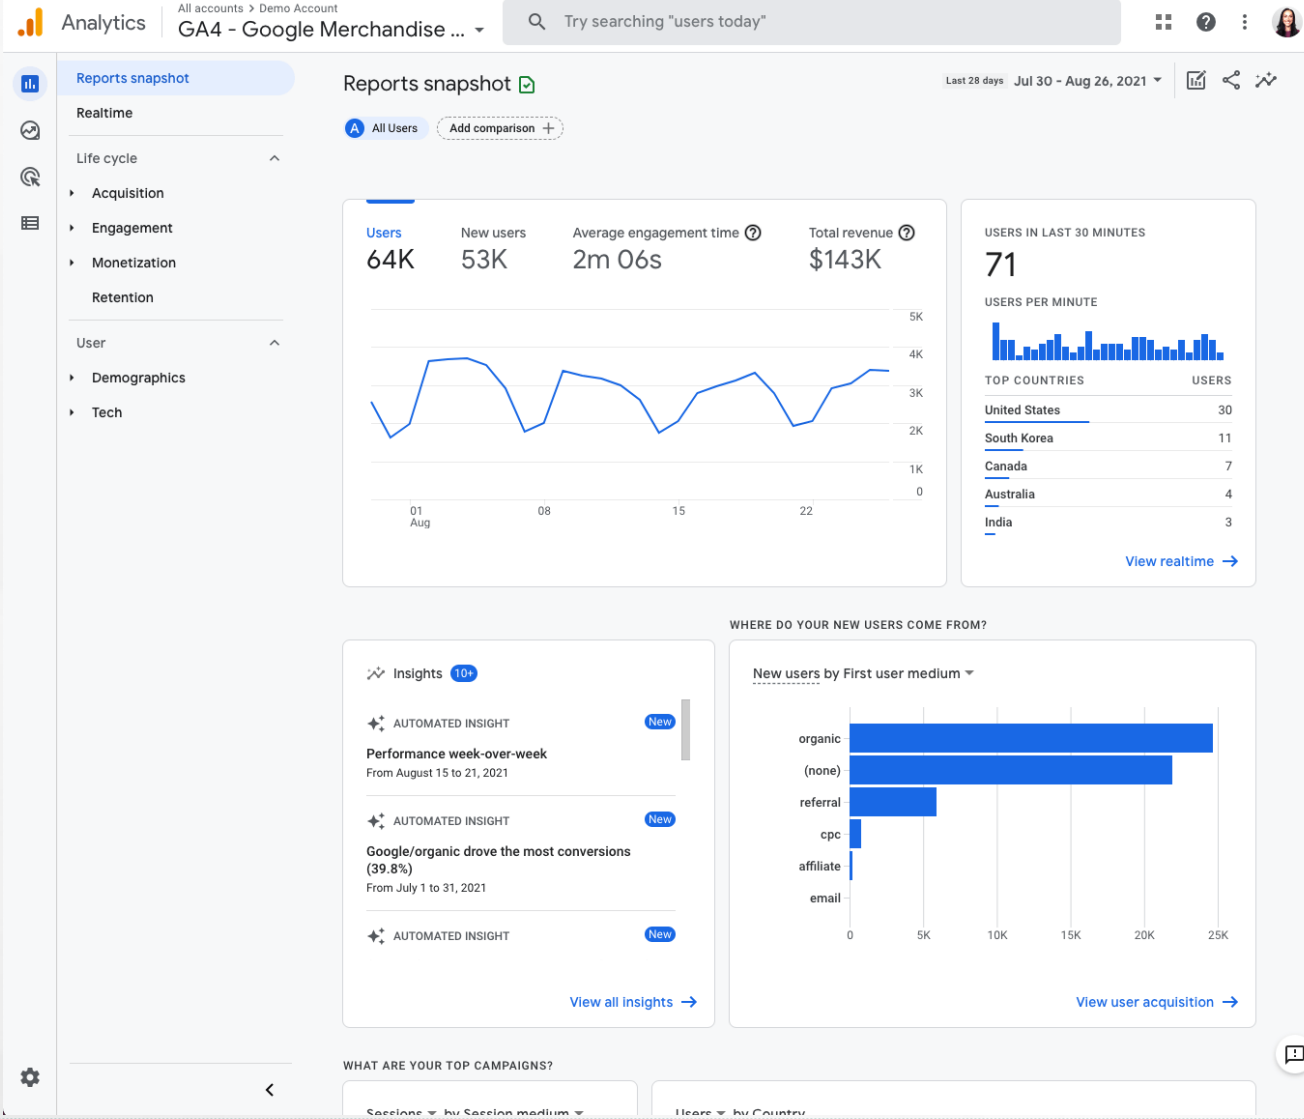 All accounts > Demo Account
Analytics
GA4 - Google Merchandise ...
Try searching "users today"
Reports snapshot
Realtime
Life cycle
Acquisition
Engagement
Monetization
Retention
User
Demographics
Tech
Reports snapshot
Last 28 days Jul 30 - Aug 26, 2021
A All Users
Add comparison +
Users
64K
New users
53K
Average engagement time
2m 06s
Total revenue
$143K
5K
4K
3K
2K
1K
0
01
Aug
08
15
22
USERS IN LAST 30 MINUTES
71
USERS PER MINUTE
TOP COUNTRIES USERS
United States 30
South Korea 11
Canada 7
Australia 4
India 3
View realtime
WHERE DO YOUR NEW USERS COME FROM?
Insights 10+
AUTOMATED INSIGHT New
Performance week-over-week
From August 15 to 21, 2021
AUTOMATED INSIGHT New
Google/organic drove the most conversions
(39.8%)
From July 1 to 31, 2021
AUTOMATED INSIGHT New
View all insights
New users by First user medium
organic
(none)
referral
cpc
affiliate
email
0 5K 10K 15K 20K 25K
View user acquisition
WHAT ARE YOUR TOP CAMPAIGNS?
Sessions by Session medium
Users by Country